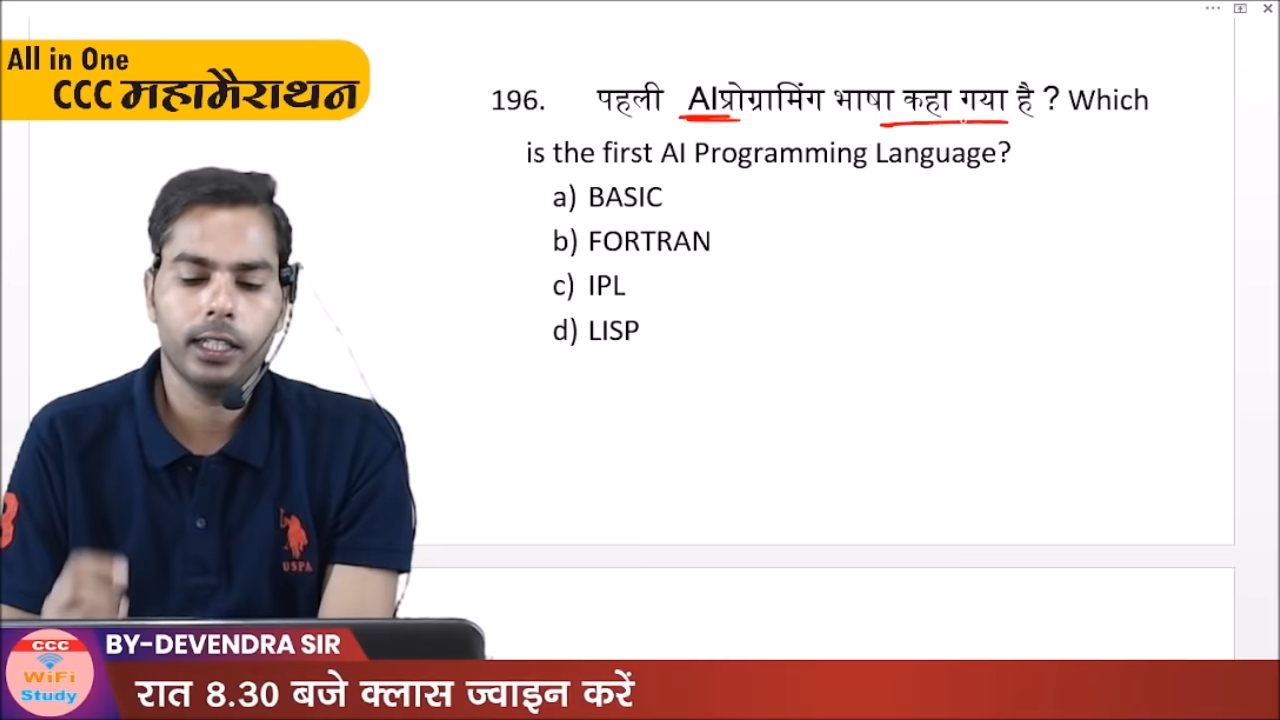 All in One
CCC महामैराथन
196. पहली AIप्रोग्रामिंग भाषा कहा गया है ? Which
is the first AI Programming Language?
a) BASIC
b) FORTRAN
c) IPL
d) LISP
USPA
3
BY-DEVENDRA SIR
CCC
WiFi
Study
रात 8.30 बजे क्लास ज्वाइन करें